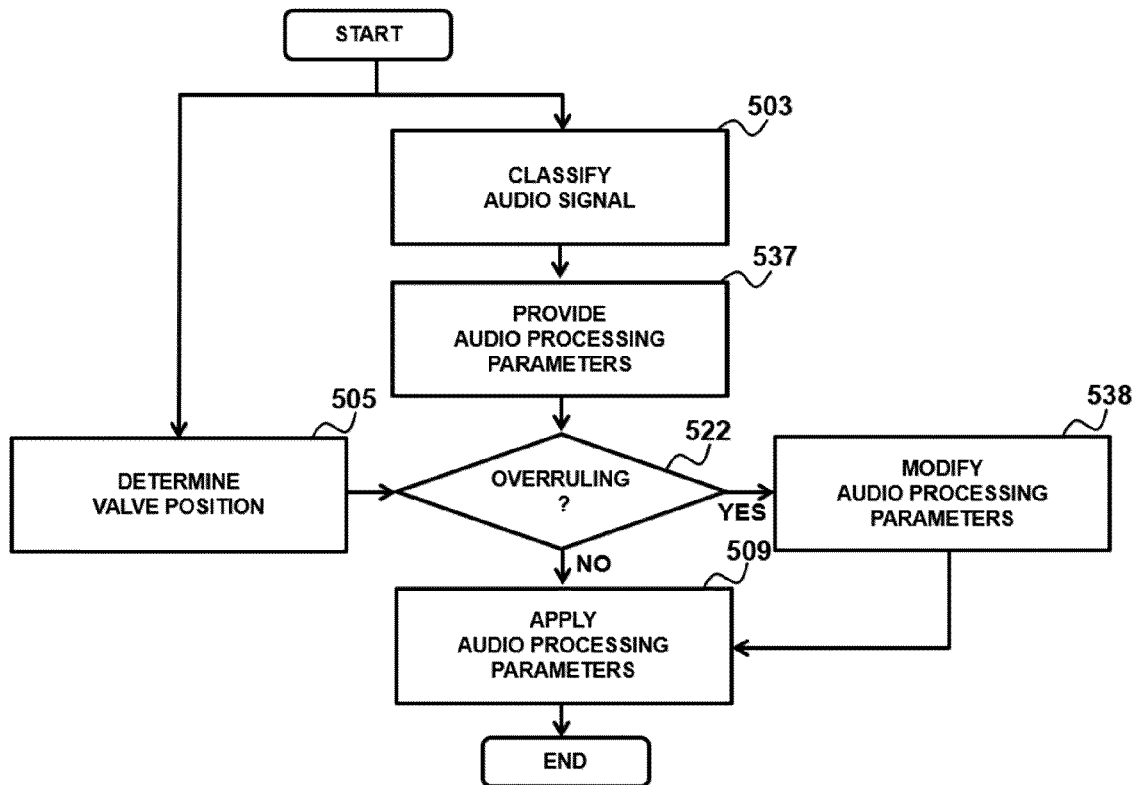 START
503
CLASSIFY
AUDIO SIGNAL
537
PROVIDE
AUDIO PROCESSING
PARAMETERS
505
DETERMINE
VALVE POSITION
522
OVERRULING
?
YES
NO
538
MODIFY
AUDIO PROCESSING
PARAMETERS
509
APPLY
AUDIO PROCESSING
PARAMETERS
END